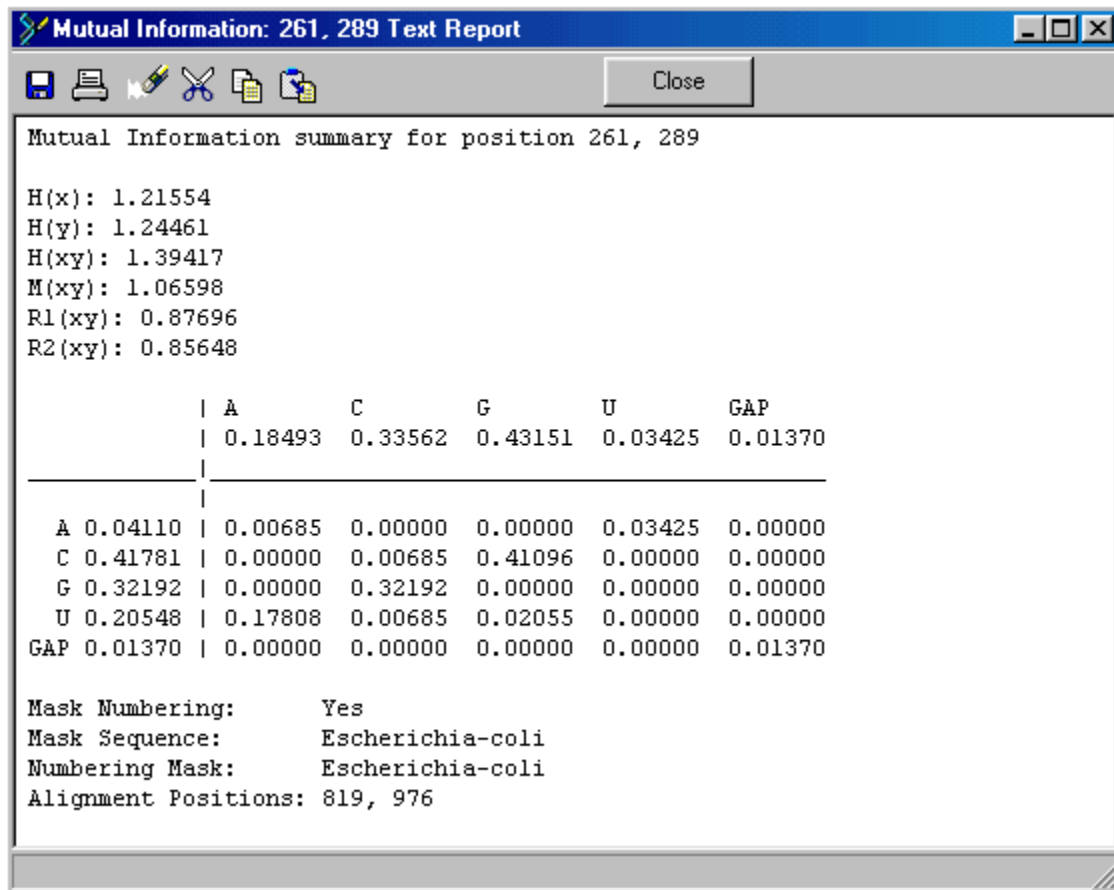 Mutual Information: 261, 289 Text Report
Close
Mutual Information summary for position 261, 289
H(x): 1.21554
H(y): 1.24461
H(xy): 1.39417
M(xy): 1.06598
R1(xy): 0.87696
R2(xy): 0.85648
| A C G U GAP
| 0.18493 0.33562 0.43151 0.03425 0.01370
A 0.04110 | 0.00685 0.00000 0.00000 0.03425 0.00000
C 0.41781 | 0.00000 0.00685 0.41096 0.00000 0.00000
G 0.32192 | 0.00000 0.32192 0.00000 0.00000 0.00000
U 0.20548 | 0.17808 0.00685 0.02055 0.00000 0.00000
GAP 0.01370 | 0.00000 0.00000 0.00000 0.00000 0.01370
Mask Numbering: Yes
Mask Sequence: Escherichia-coli
Numbering Mask: Escherichia-coli
Alignment Positions: 819, 976